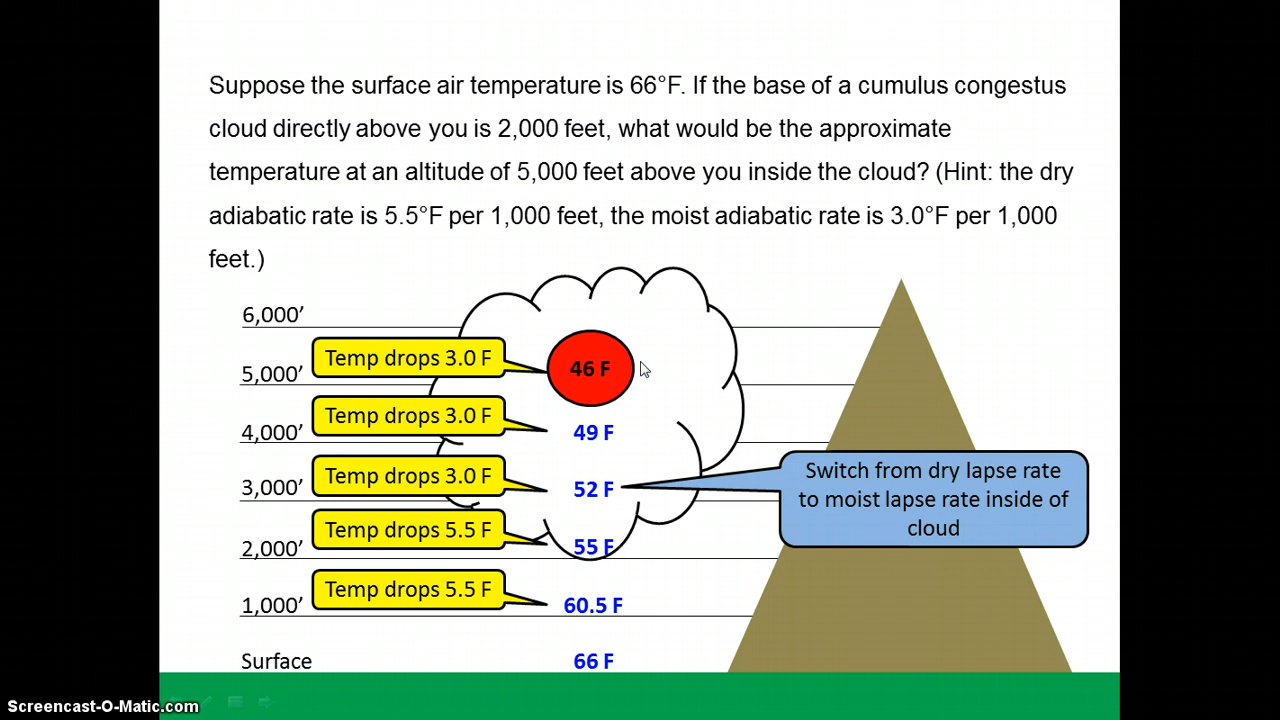 Suppose the surface air temperature is 66°F. If the base of a cumulus congestus
cloud directly above you is 2,000 feet, what would be the approximate
temperature at an altitude of 5,000 feet above you inside the cloud? (Hint: the dry
adiabatic rate is 5.5°F per 1,000 feet, the moist adiabatic rate is 3.0°F per 1,000
feet.)
6,000’
Temp drops 3.0 F
46 F
5,000’
Temp drops 3.0 F
49 F
4,000’
Temp drops 3.0 F
52 F
3,000’
Switch from dry lapse rate
to moist lapse rate inside of
cloud
Temp drops 5.5 F
55 F
2,000’
Temp drops 5.5 F
60.5 F
1,000’
Surface
66 F
Screencast-O-Matic.com